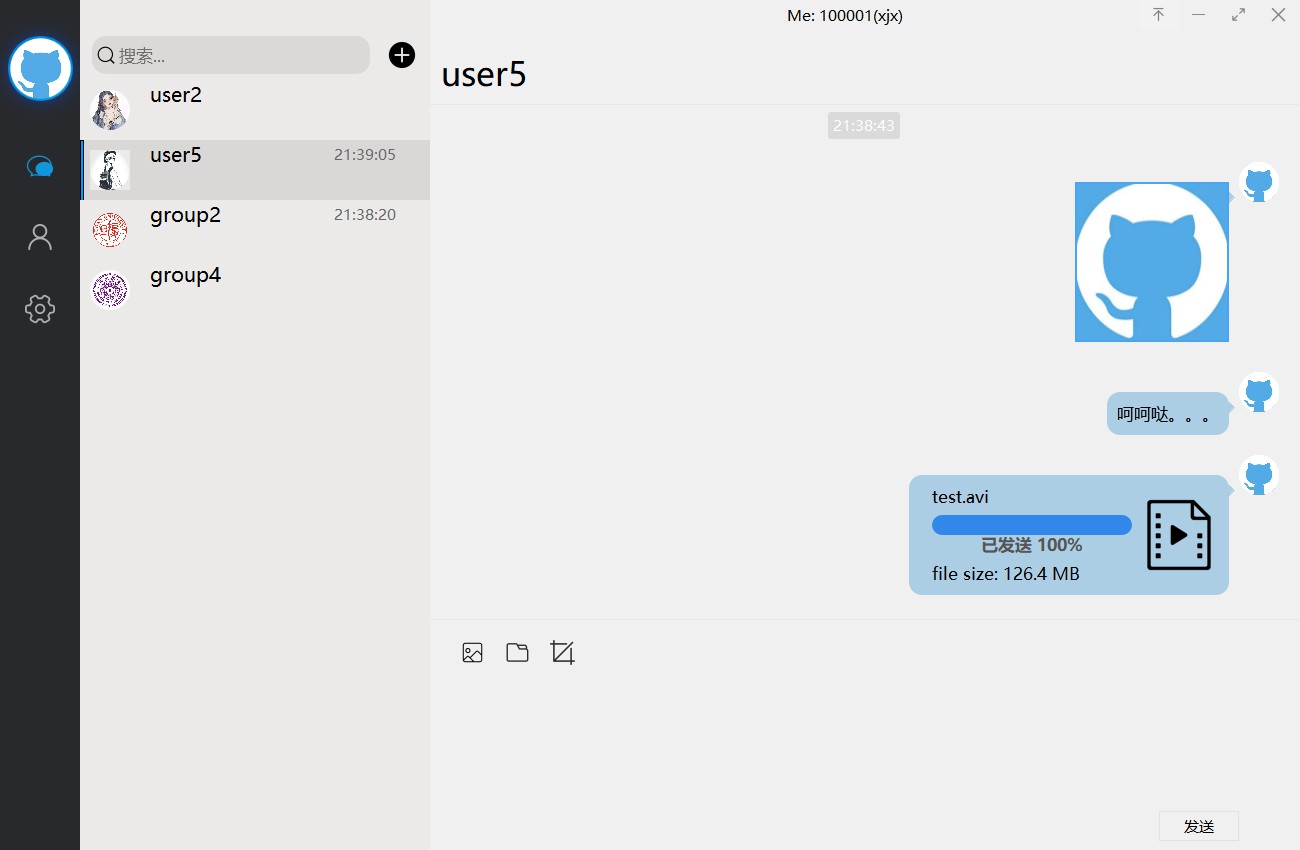 Me: 100001(xjx)
搜索...
user2
user5
21:39:05
group2
21:38:20
group4
user5
21:38:43
呵呵哒。。。
test.avi
已发送 100%
file size: 126.4 MB
发送